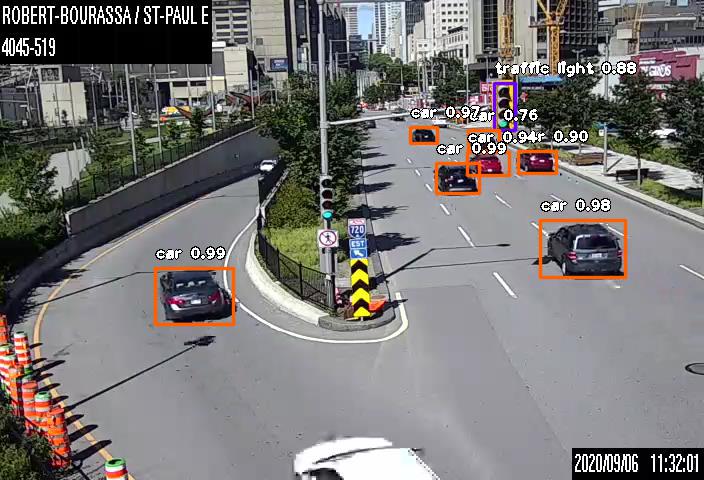 ROBERT-BOURASSA / ST-PAUL E
4045-519
traffic light 0.88
car 0.97
car 0.76
car 0.94
r 0.90
car 0.99
car 0.98
car 0.99
720
EST
2020/09/06 11:32:01